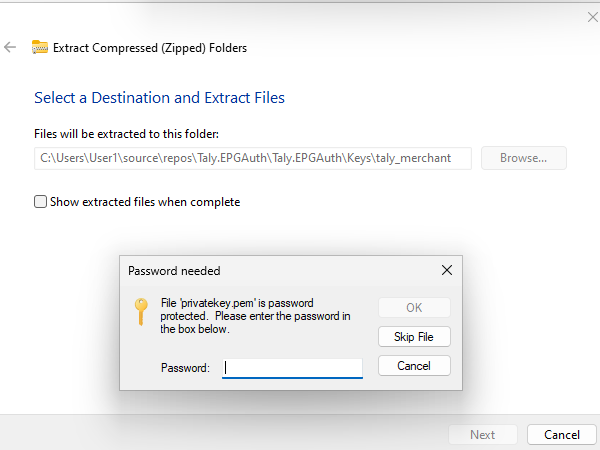 Extract Compressed (Zipped) Folders
Select a Destination and Extract Files
Files will be extracted to this folder:
C:\Users\User1\source\repos\Taly.EPGAuth\Taly.EPGAuth\Keys\taly_merchant
Browse...
Show extracted files when complete
Password needed
File 'privatekey.pem' is password
protected.  Please enter the password in
the box below.
OK
Skip File
Password:
Cancel
Next
Cancel